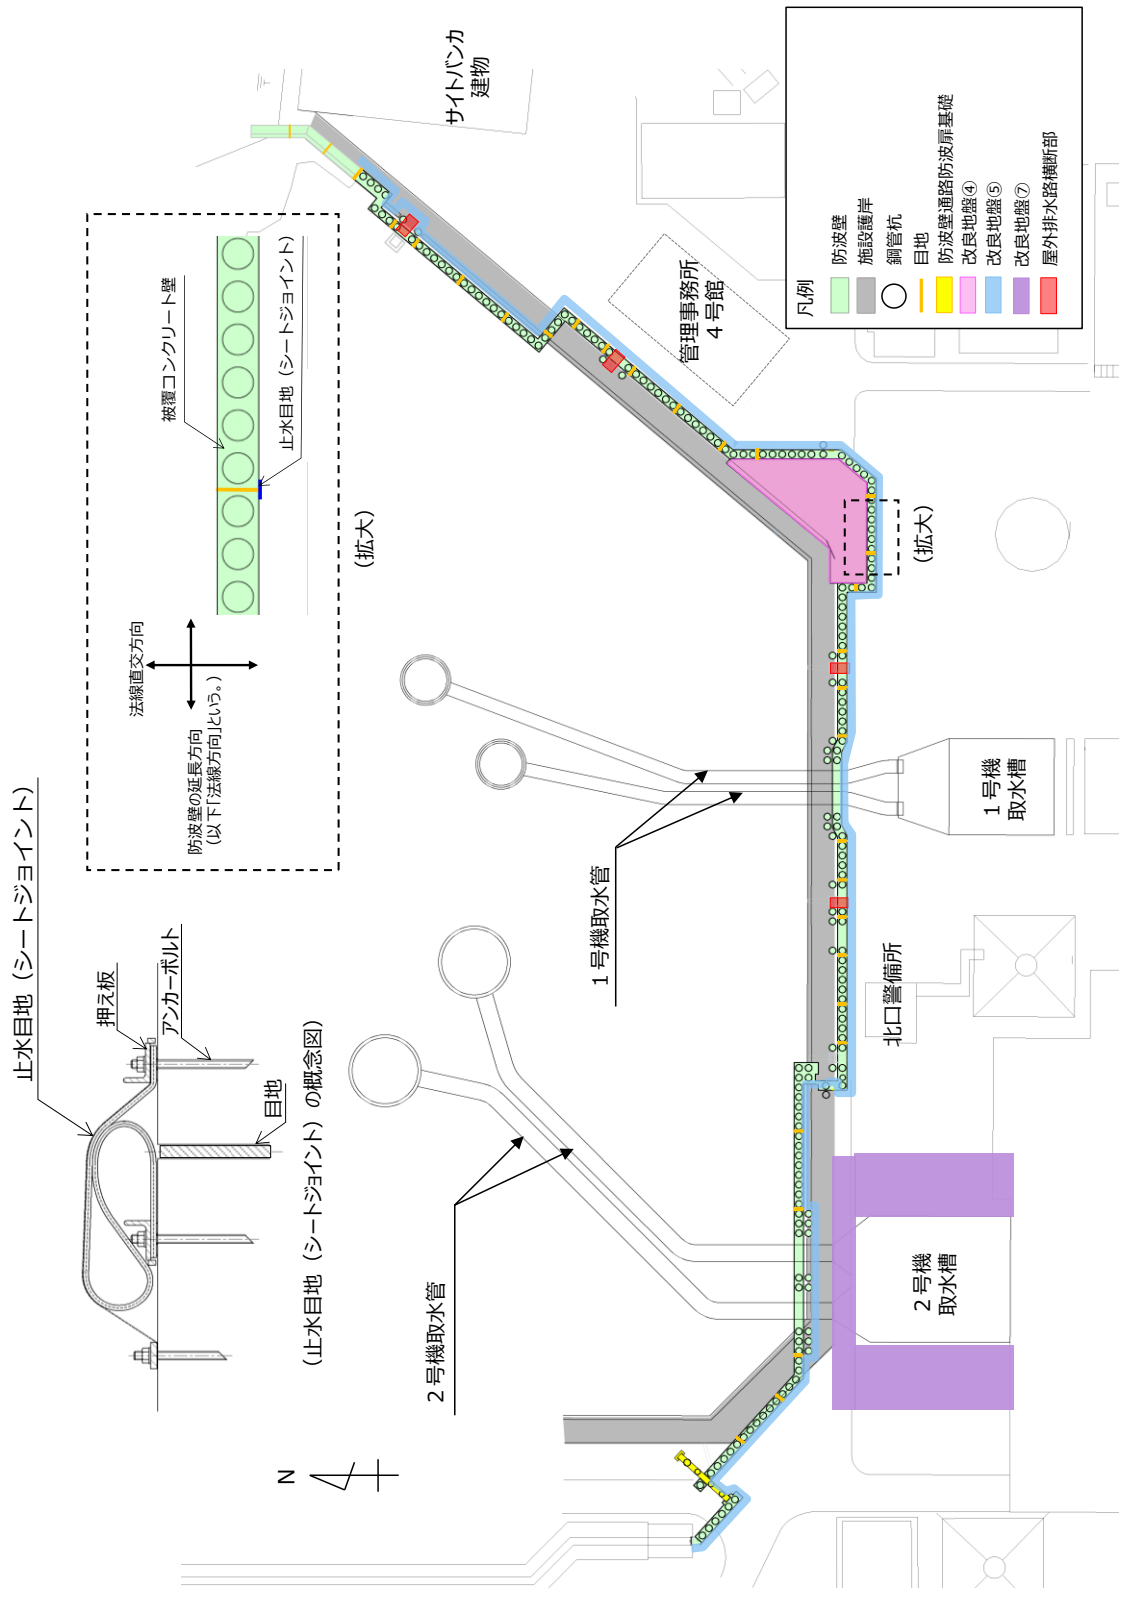 止水目地（シートジョイント）
押え板
アンカーボルト
目地
（止水目地（シートジョイント）の概念図）
法線直交方向
防波壁の延長方向
（以下「法線方向」という。）
被覆コンクリート壁
止水目地（シートジョイント）
（拡大）
サイトバンカ
建物
管理事務所
４号館
（拡大）
１号機取水管
２号機取水管
１号機
取水槽
北口警備所
２号機
取水槽
N
凡例
防波壁
施設護岸
鋼管杭
目地
防波壁通路防波扉基礎
改良地盤④
改良地盤⑤
改良地盤⑦
屋外排水路横断部